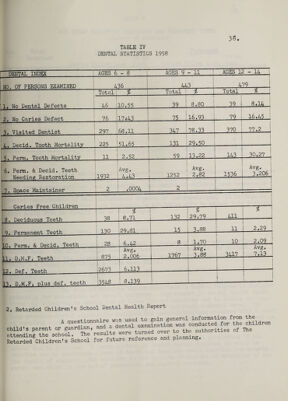 38.
TABLE IV
DENTAL STATISTICS 1958
DENTAL INDEX AGES 6 - 8 AGES 9 - 11 AGES 12 - 14
NO. OF PERSONS EXAMINED 436 443 479
Total % Total % Total %
1. No Dental Defects 46 10.55 39 8.80 39 8.14
2. No Caries Defect 76 17.43 75 16.93 79 16.45
3. Visited Dentist 297 68.11 347 78.33 370 77.2
4. Decid. Tooth Mortality 225 51.65 131 29.50
5. Perm. Tooth Mortality 11 2.52 59 13.22 143 30.27
6. Perm. & Decid. Teeth Avg. Avg. Avg.
Needing Restoration 1932 4.43 1252 2.82 1536 3.206
7. Space Maintainer 2 .0004 2
Caries Free Children % % %
8. Deciduous Teeth 38 8.71 132 29.79 411
9. Permanent Teeth 130 29.81 15 3.88 11 2.29
10. Perm. & Decid. Teeth 28 6.42 8 1.70 10 2.09
Avg. Avg. Avg.
11. D.M.F. Teeth 875 2.006 1767 3.88 3417 7.13
12. Def. Teeth 2673 6.113
13. D.M.F. plus def. teeth 3548 8.139
2. Retarded Children's School Dental Health Report
A questionnaire was used to gain general information from the
child's parent or guardian, and a dental examination was conducted for the children
attending the school. The results were turned over to the authorities of The
Retarded Children's School for future reference and planning.